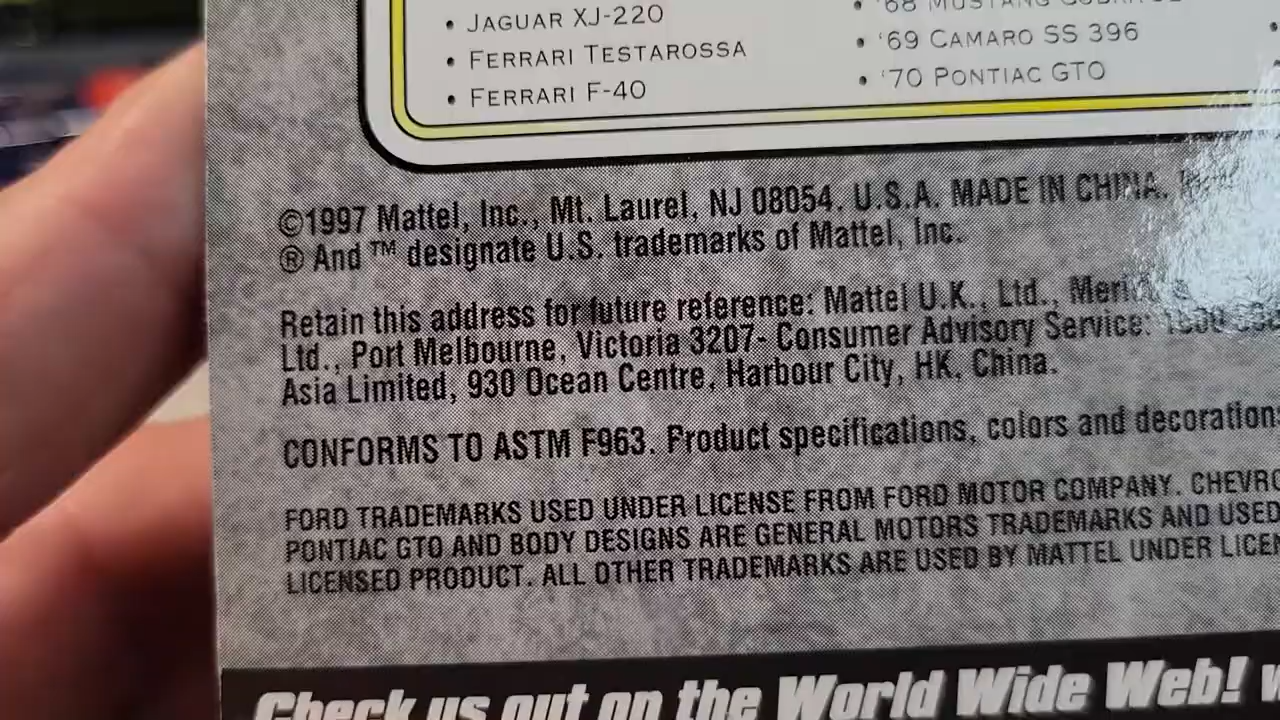 • JAGUAR XJ-220
• FERRARI TESTAROSSA
• FERRARI F-40
• '68 MUSTANG
• '69 CAMARO SS 396
• '70 PONTIAC GTO
©1997 Mattel, Inc., Mt. Laurel, NJ 08054. U.S.A. MADE IN CHINA.
® And ™ designate U.S. trademarks of Mattel, Inc.
Retain this address for future reference: Mattel U.K., Ltd.,
Ltd., Port Melbourne, Victoria 3207- Consumer Advisory Service:
Asia Limited, 930 Ocean Centre, Harbour City, HK, China.
CONFORMS TO ASTM F963. Product specifications, colors and decoration
FORD TRADEMARKS USED UNDER LICENSE FROM FORD MOTOR COMPANY. CHEVRO
PONTIAC GTO AND BODY DESIGNS ARE GENERAL MOTORS TRADEMARKS AND USED
LICENSED PRODUCT. ALL OTHER TRADEMARKS ARE USED BY MATTEL UNDER LICEN
Check us out on the World Wide Web!